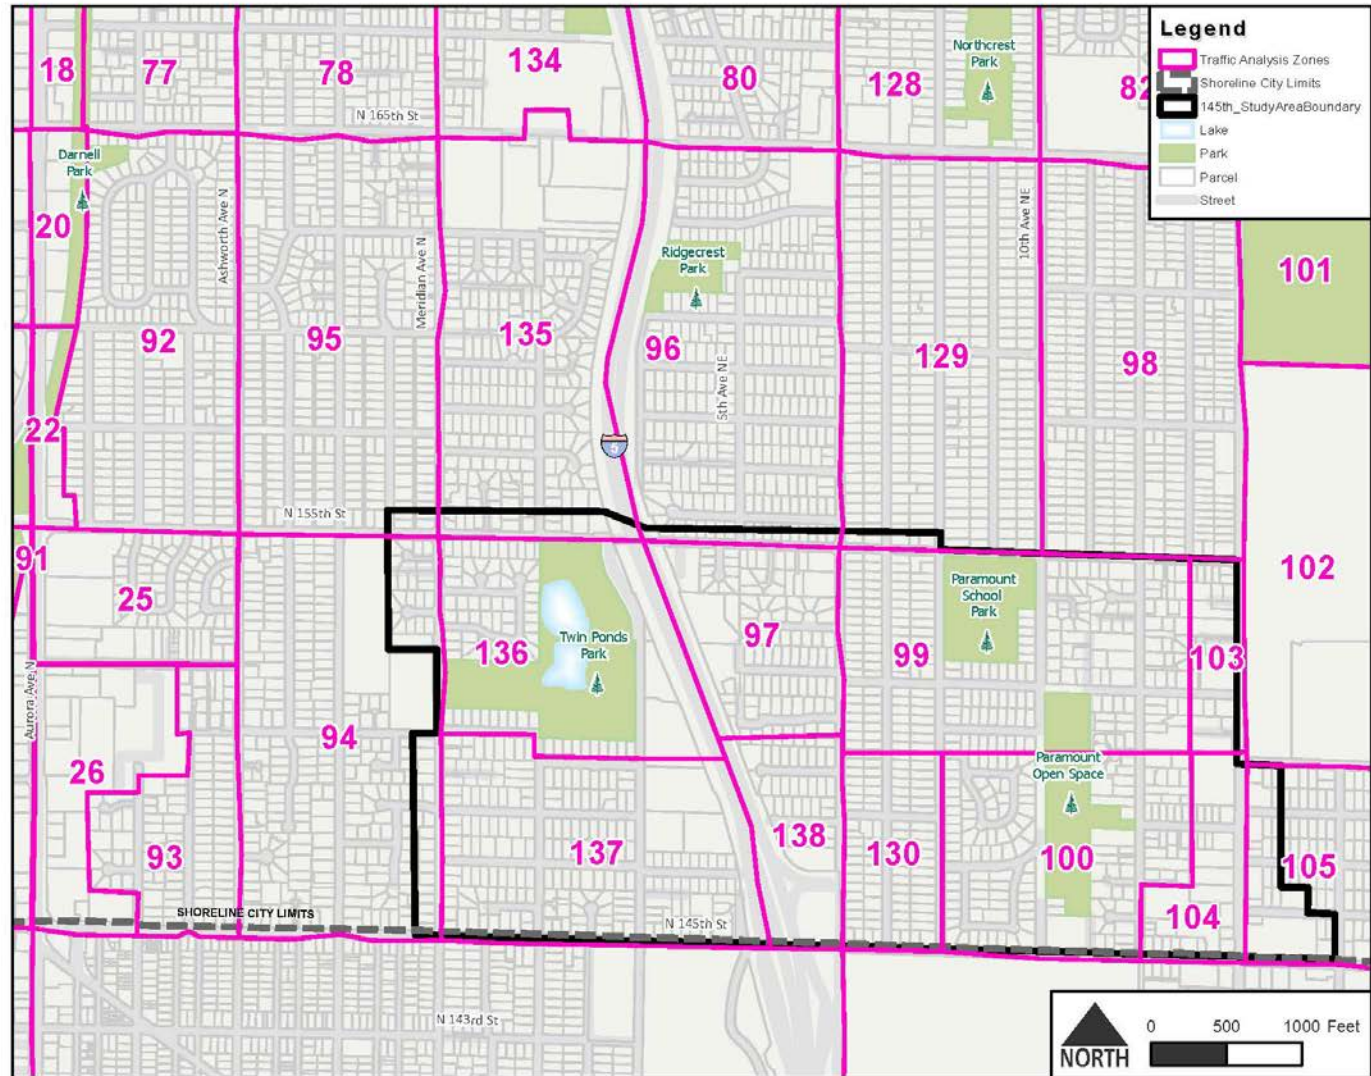 Legend
Traffic Analysis Zones
Shoreline City Limits
145th_StudyAreaBoundary
Lake
Park
Parcel
Street
18
77
78
134
80
128
Northcrest
Park
82
N 165th St
Darnell
Park
20
Ashworth Ave N
Meridian Ave N
Ridgecrest
Park
10th Ave NE
101
92
95
135
96
5th Ave NE
129
98
22
5
N 155th St
91
25
136
Twin Ponds
Park
97
99
Paramount
School
Park
103
102
Aurora Ave N
26
94
Paramount
Open Space
93
137
138
130
100
105
104
SHORELINE CITY LIMITS
N 145th St
N 143rd St
NORTH
0 500 1000 Feet